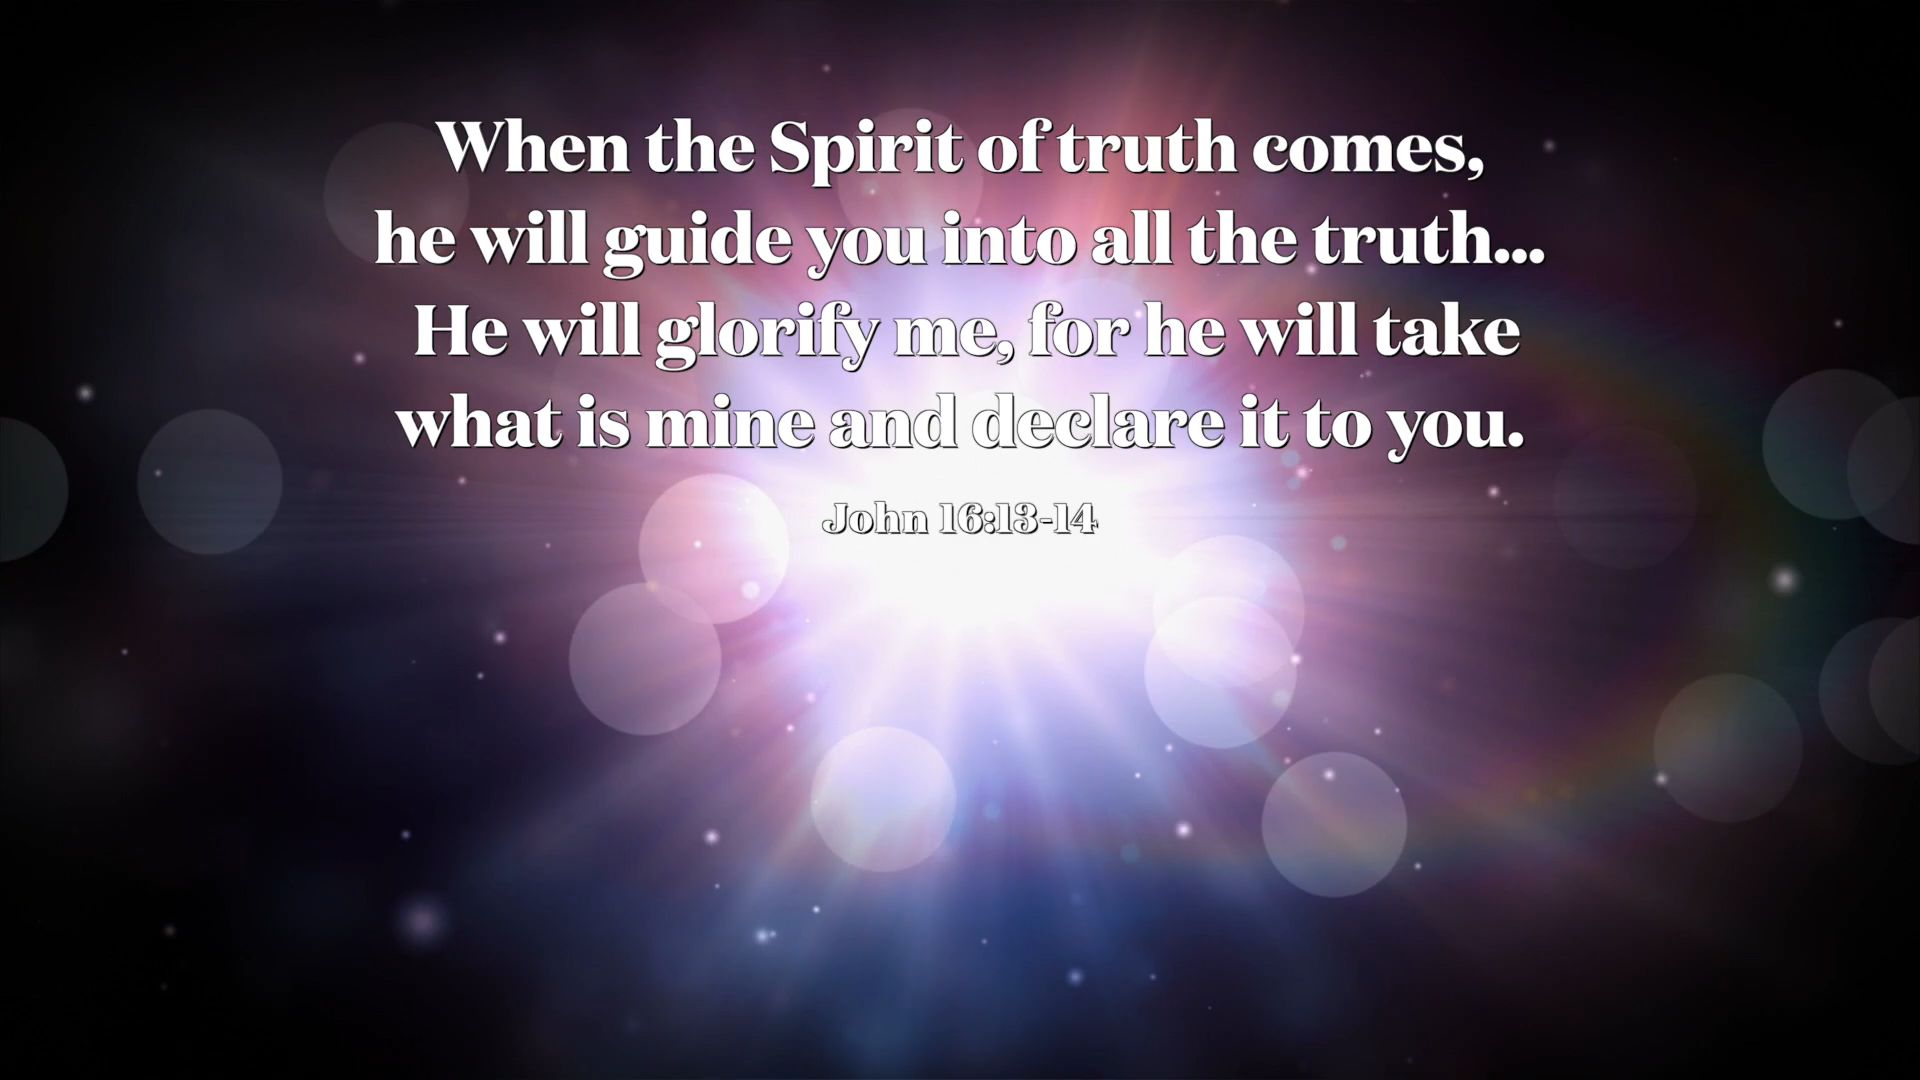 When the Spirit of truth comes,
he will guide you into all the truth...
He will glorify me, for he will take
what is mine and declare it to you.
John 16:13-14